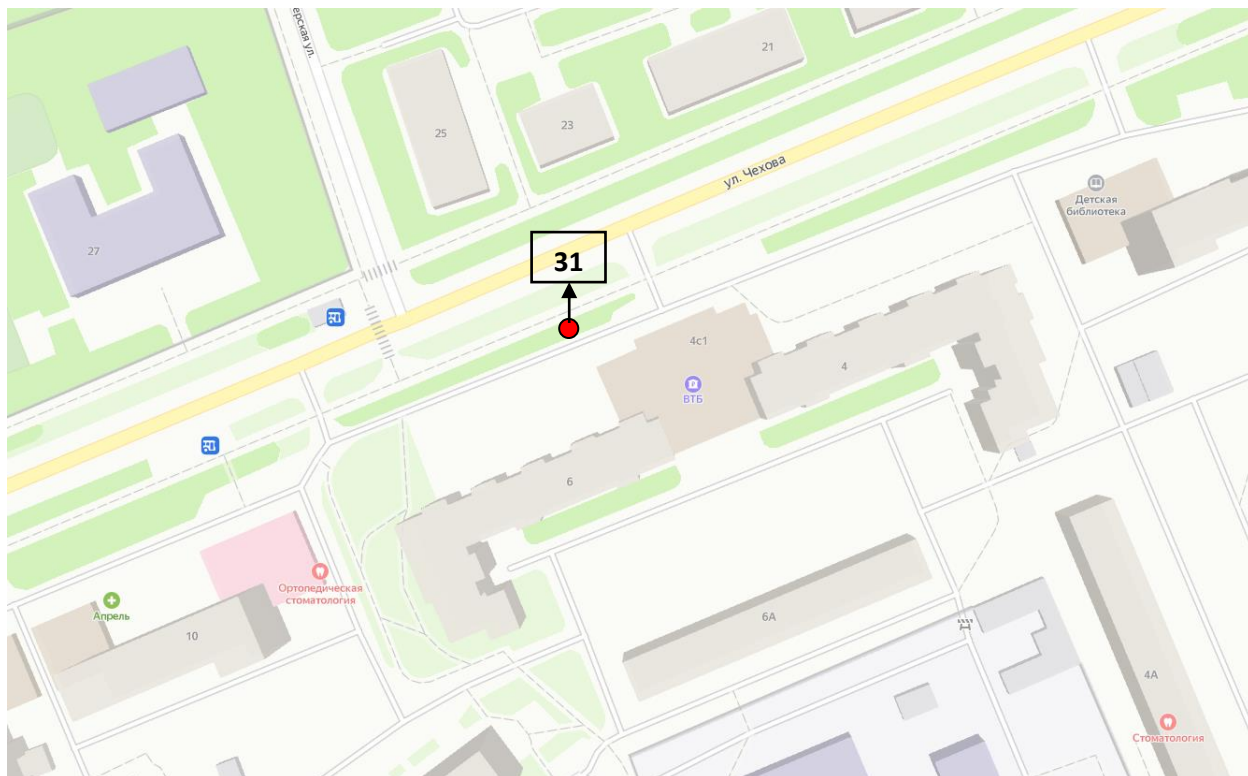 ерская ул.
21
25
23
ул. Чехова
Детская
библиотека
27
31
4с1
4
ВТБ
6
Ортопедическая
стоматология
Апрель
10
6А
4А
Стоматология